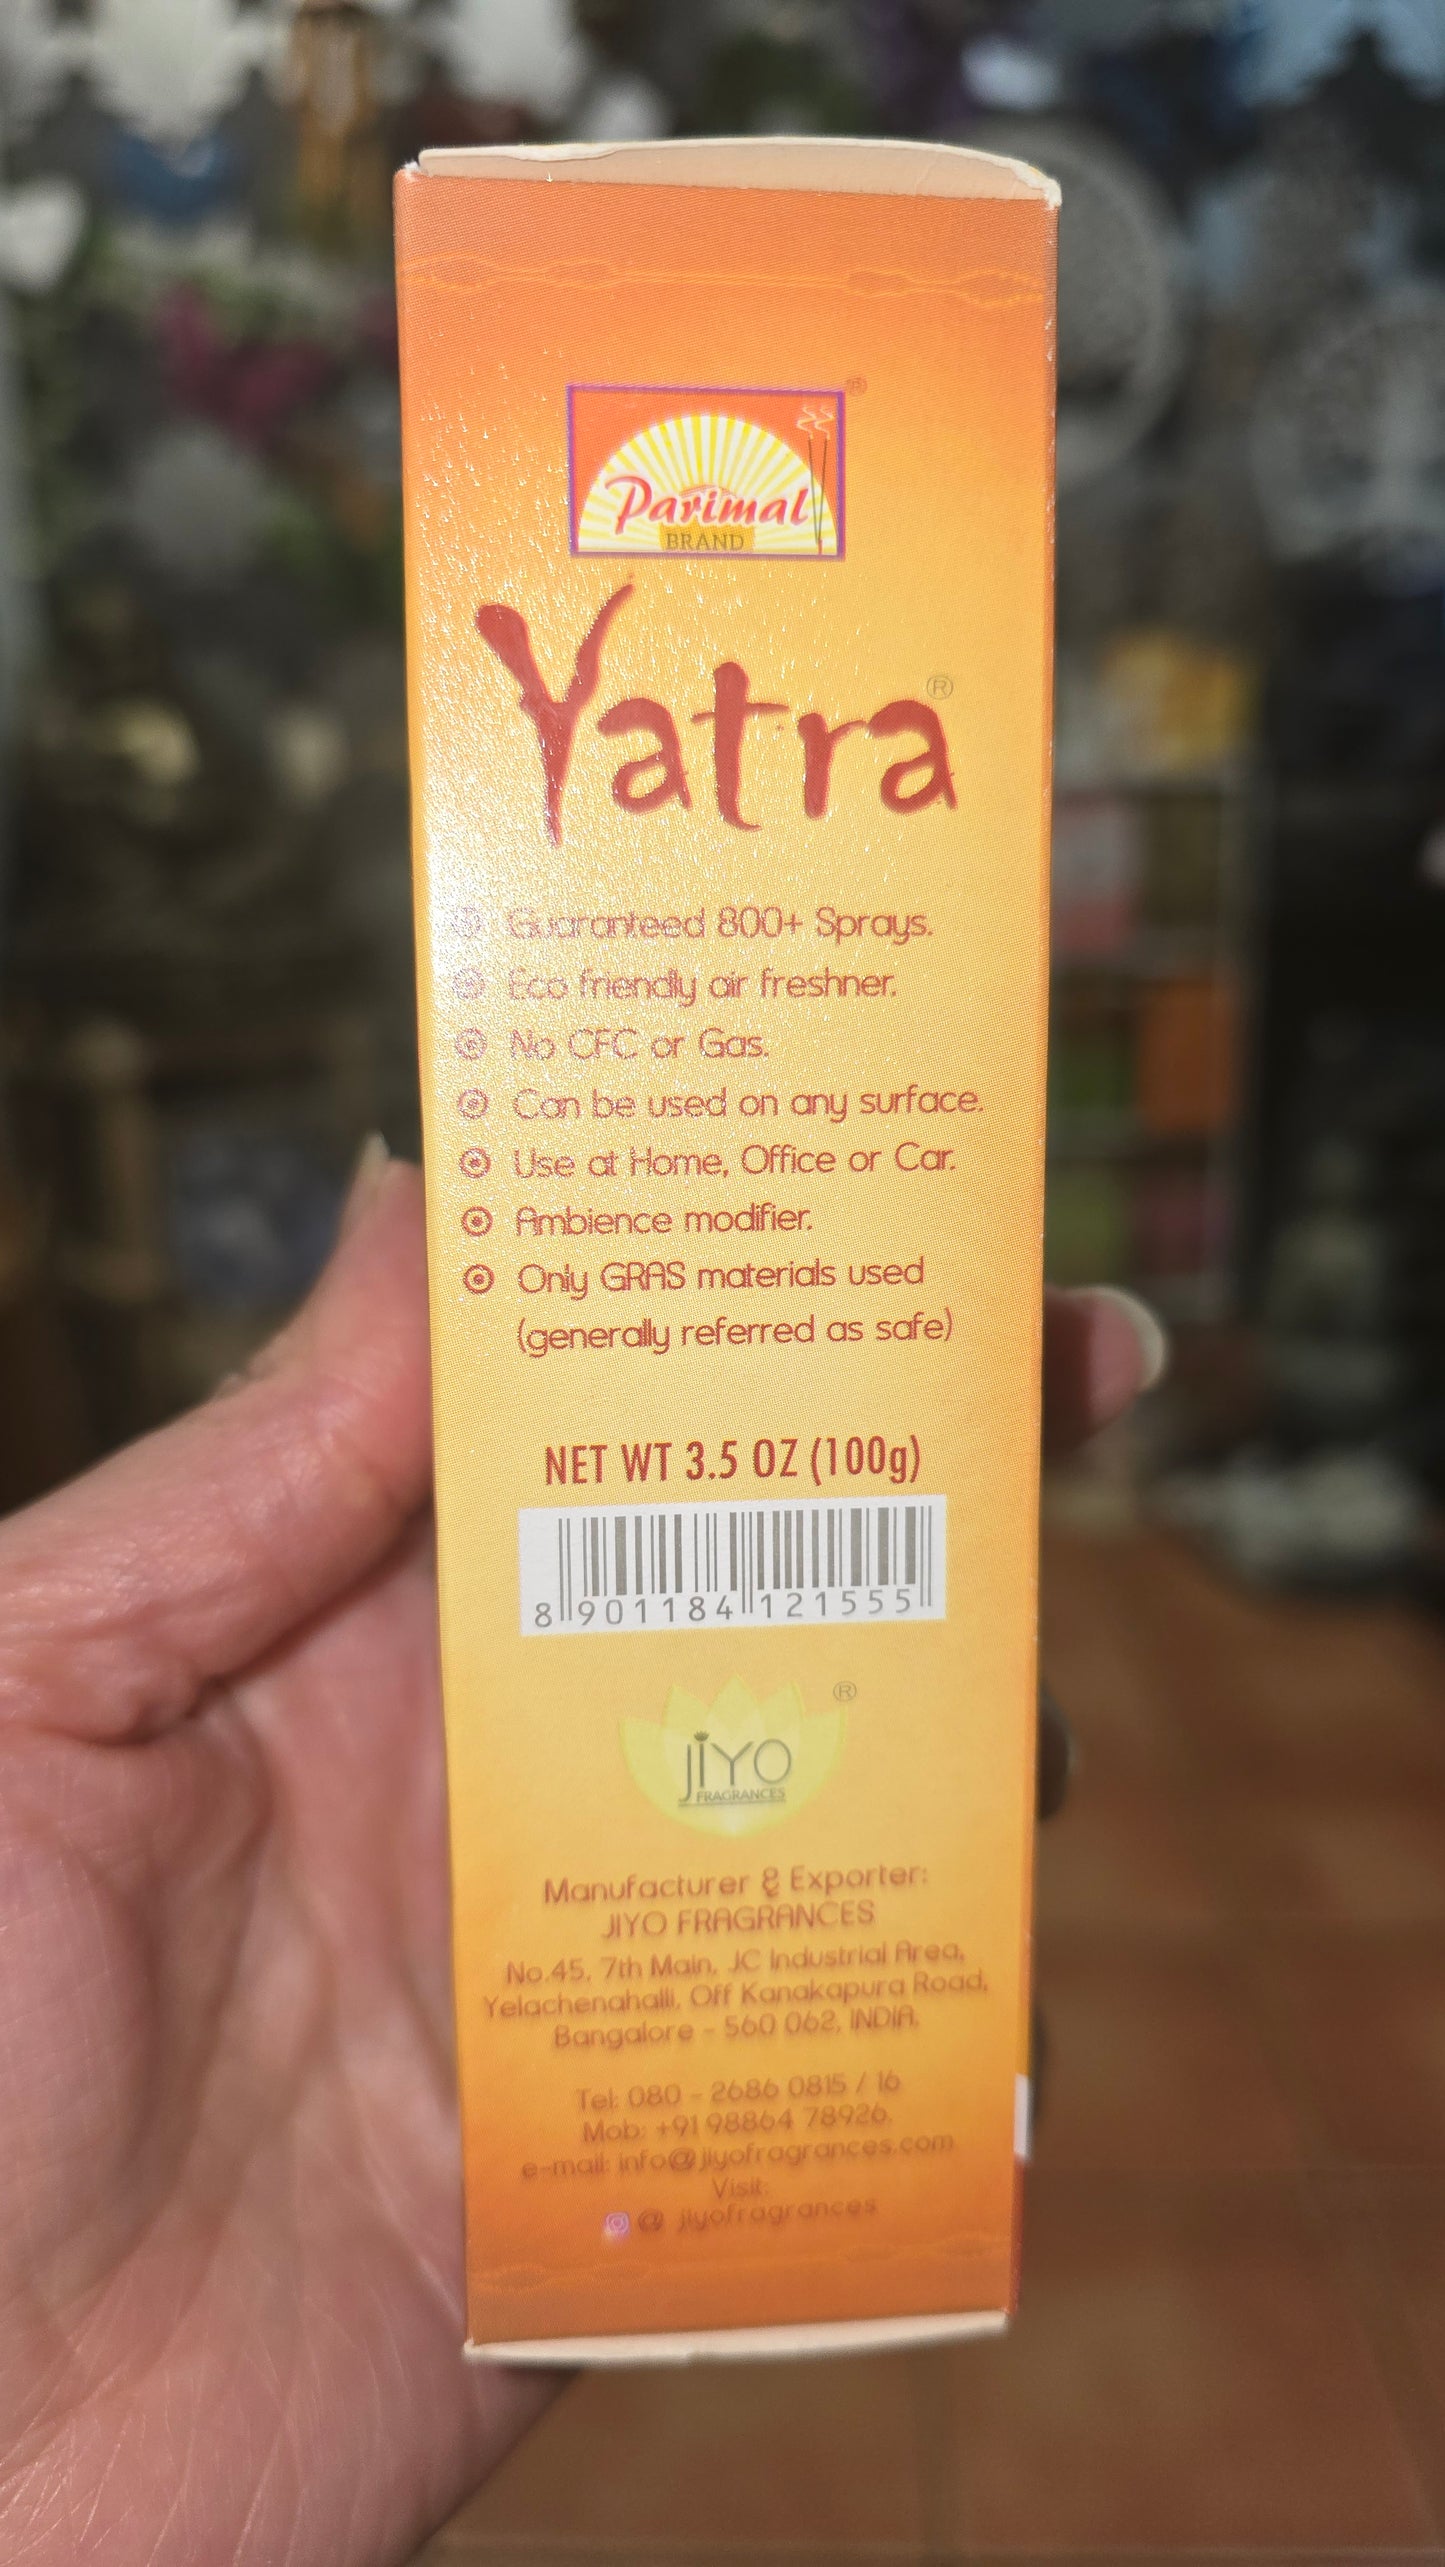 Parimal
BRAND
®
Yatra®
Guaranteed 800+ Sprays.
Eco friendly air freshner.
No CFC or Gas.
Can be used on any surface.
Use at Home, Office or Car.
Ambience modifier.
Only GRAS materials used
(generally referred as safe)
NET WT 3.5 OZ (100g)
8 901184 121555
®
JiYO
FRAGRANCES
Manufacturer & Exporter:
JIYO FRAGRANCES
No.45, 7th Main, JC Industrial Area,
Yelachenahalli, Off Kanakapura Road,
Bangalore - 560 062, INDIA.
Tel: 080 - 2686 0815 / 16
Mob: +91 98864 78926.
e-mail: info@jiyofragrances.com
Visit:
@ jiyofragrances